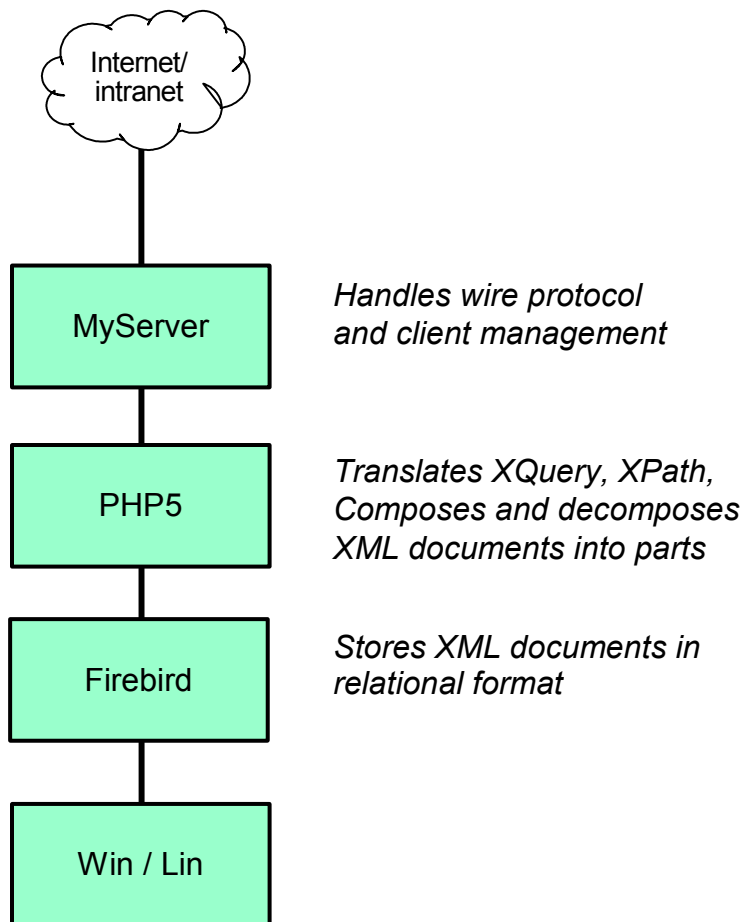 Internet/
intranet
MyServer
Handles wire protocol
and client management
PHP5
Translates XQuery, XPath,
Composes and decomposes
XML documents into parts
Firebird
Stores XML documents in
relational format
Win / Lin